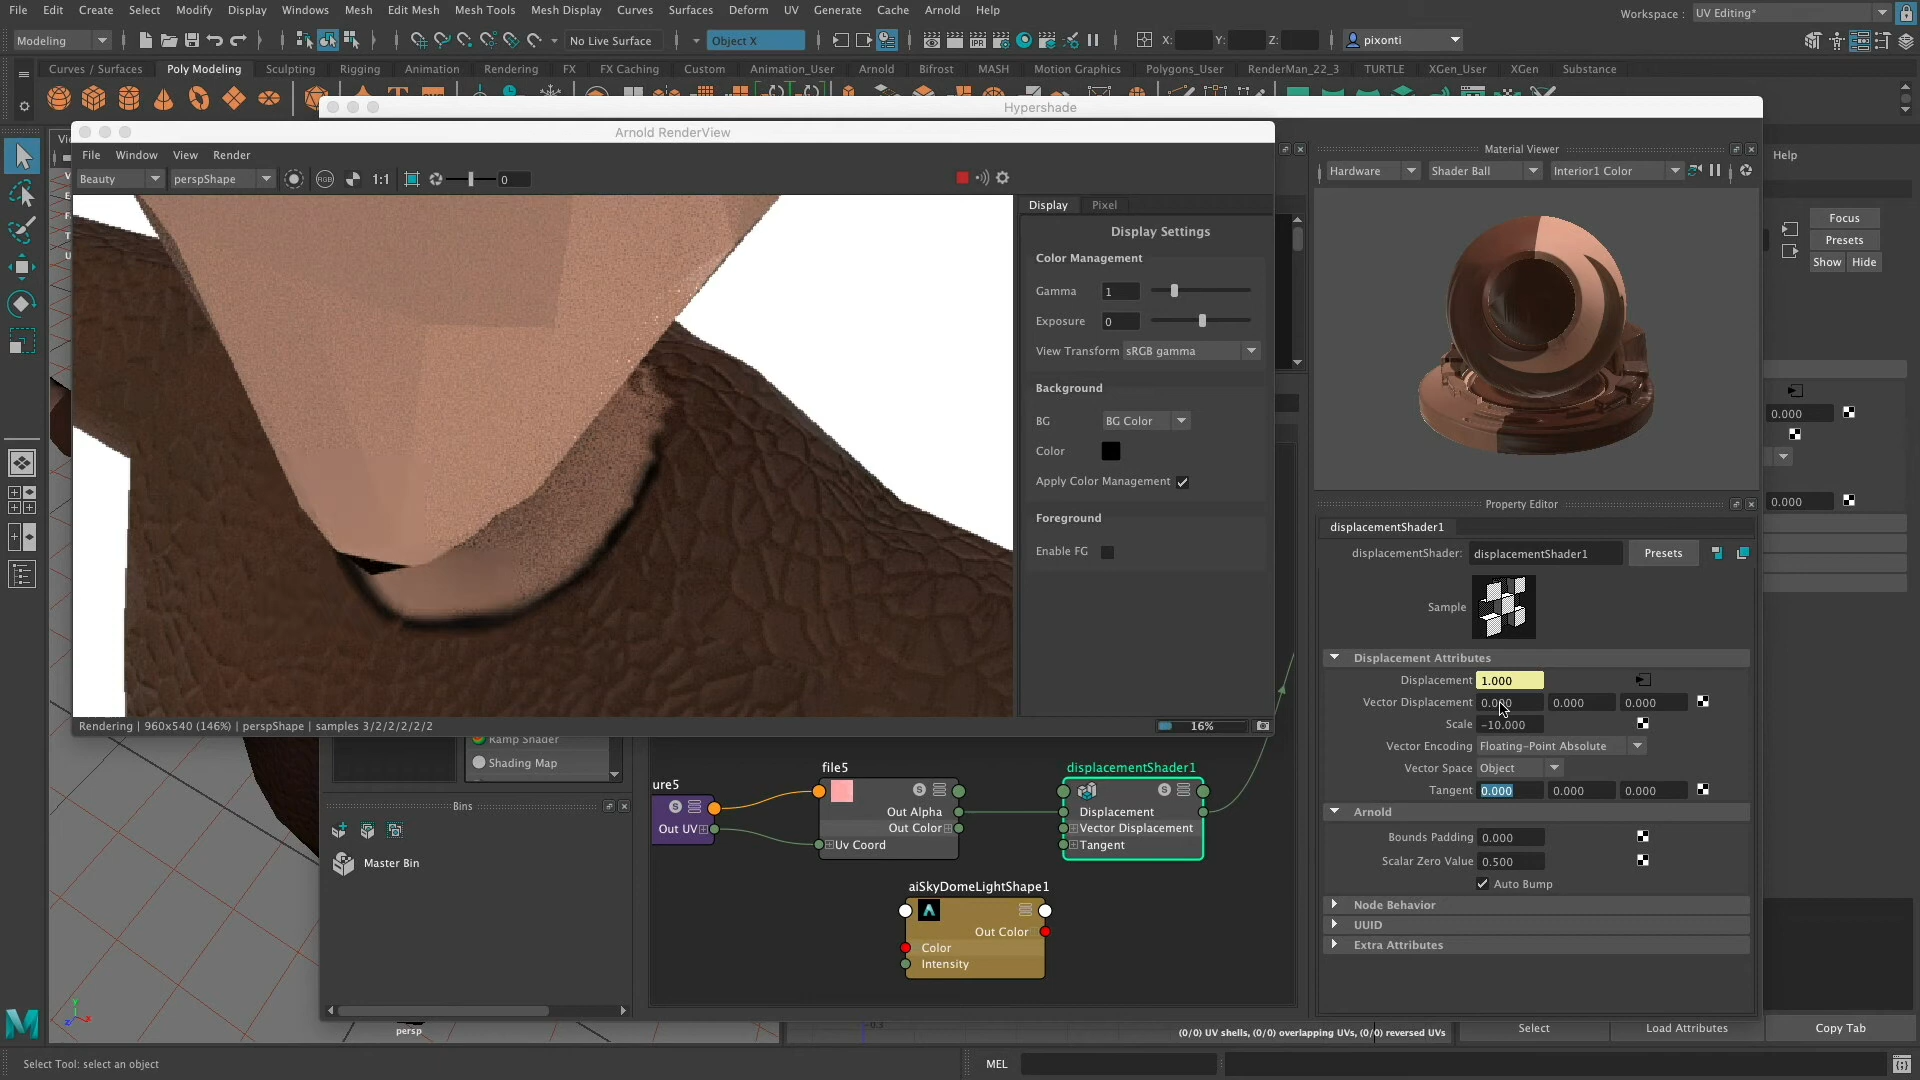 File Edit Create Select Modify Display Windows Mesh Edit Mesh Mesh Tools Mesh Display Curves Surfaces Deform UV Generate Cache Arnold Help
Workspace : UV Editing*
Modeling
No Live Surface
Object X
X: Y: Z:
pixonti
Curves / Surfaces Poly Modeling Sculpting Rigging Animation Rendering FX FX Caching Custom Animation_User Arnold Bifrost MASH Motion Graphics Polygons_User RenderMan_22_3 TURTLE XGen_User XGen Substance
Hypershade
Arnold RenderView
File Window View Render
Beauty perspShape 1:1 0
Display Pixel
Display Settings
Color Management
Gamma 1
Exposure 0
View Transform sRGB gamma
Background
BG BG Color
Color
Apply Color Management
Foreground
Enable FG
Rendering | 960x540 (146%) | perspShape | samples 3/2/2/2/2/2
16%
Material Viewer
Hardware Shader Ball Interior1 Color
Help
Focus
Presets
Show Hide
0.000
0.000
Property Editor
displacementShader1
displacementShader: displacementShader1 Presets
Sample
Displacement Attributes
Displacement 1.000
Vector Displacement 0.000 0.000 0.000
Scale -10.000
Vector Encoding Floating-Point Absolute
Vector Space Object
Tangent 0.000 0.000 0.000
Arnold
Bounds Padding 0.000
Scalar Zero Value 0.500
Auto Bump
Node Behavior
UUID
Extra Attributes
Ramp Shader
Shading Map
Bins
Master Bin
ure5
Out UV
file5
Out Alpha
Out Color
Uv Coord
displacementShader1
Displacement
Vector Displacement
Tangent
aiSkyDomeLightShape1
Out Color
Color
Intensity
persp
-0.3
(0/0) UV shells, (0/0) overlapping UVs, (0/0) reversed UVs
Select Load Attributes Copy Tab
Select Tool: select an object
MEL